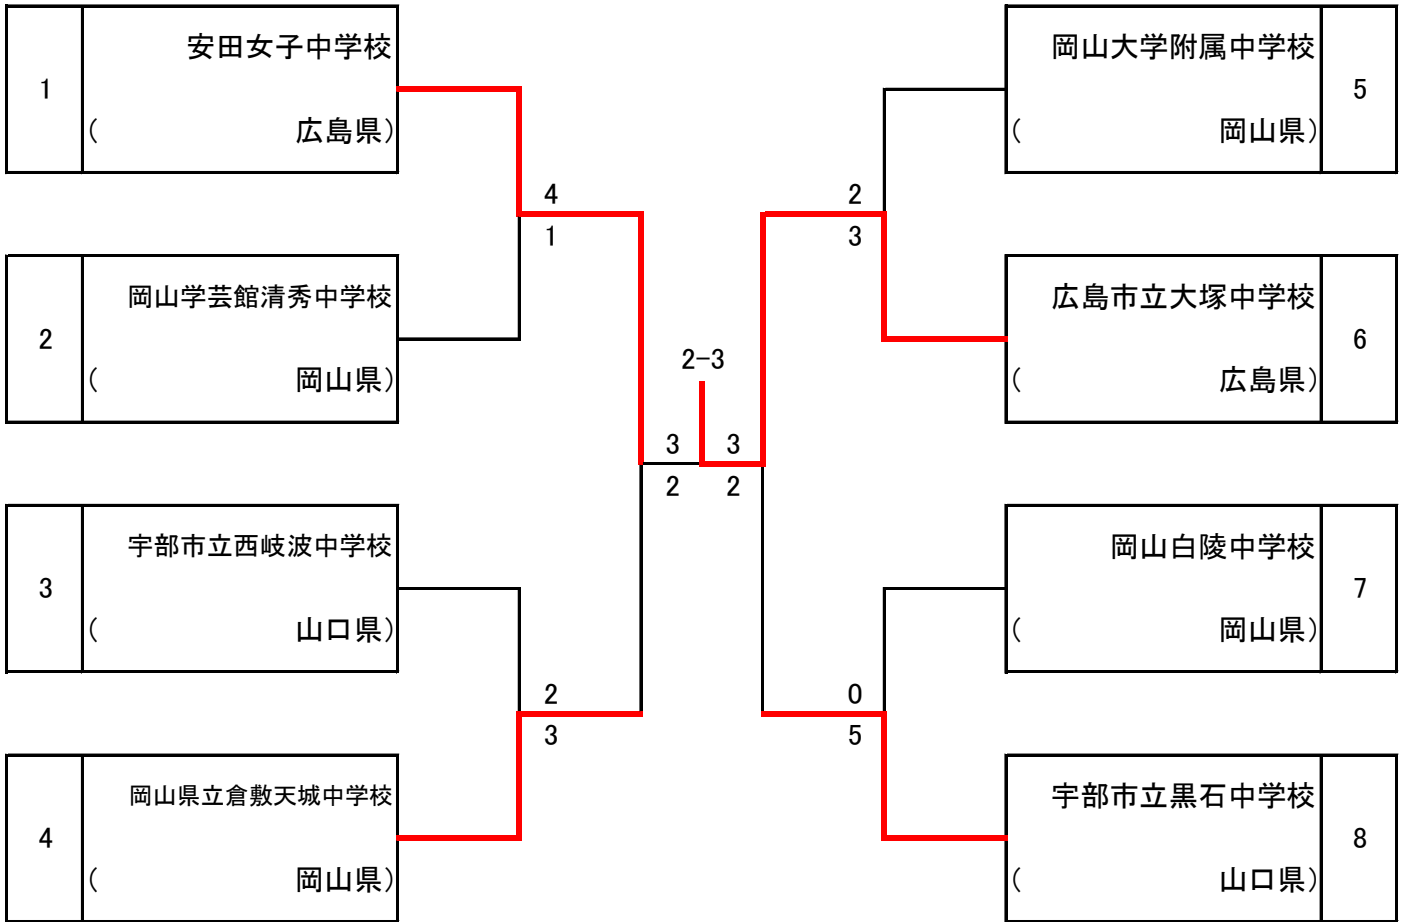 1
安田女子中学校
( 広島県)
2
岡山学芸館清秀中学校
( 岡山県)
3
宇部市立西岐波中学校
( 山口県)
4
岡山県立倉敷天城中学校
( 岡山県)
4
1
2
3
3
2
2-3
3
2
2
3
0
5
岡山大学附属中学校
( 岡山県)
5
広島市立大塚中学校
( 広島県)
6
岡山白陵中学校
( 岡山県)
7
宇部市立黒石中学校
( 山口県)
8